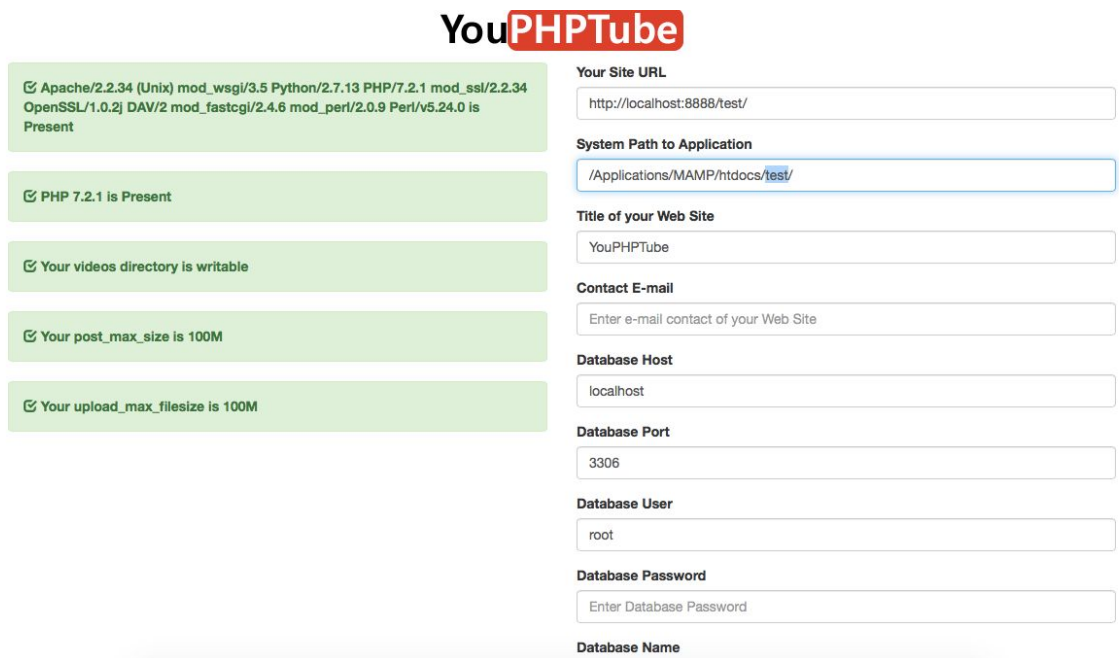 YouPHPTube
Apache/2.2.34 (Unix) mod_wsgi/3.5 Python/2.7.13 PHP/7.2.1 mod_ssl/2.2.34
OpenSSL/1.0.2j DAV/2 mod_fastcgi/2.4.6 mod_perl/2.0.9 Perl/v5.24.0 is
Present
PHP 7.2.1 is Present
Your videos directory is writable
Your post_max_size is 100M
Your upload_max_filesize is 100M
Your Site URL
http://localhost:8888/test/
System Path to Application
/Applications/MAMP/htdocs/test/
Title of your Web Site
YouPHPTube
Contact E-mail
Enter e-mail contact of your Web Site
Database Host
localhost
Database Port
3306
Database User
root
Database Password
Enter Database Password
Database Name